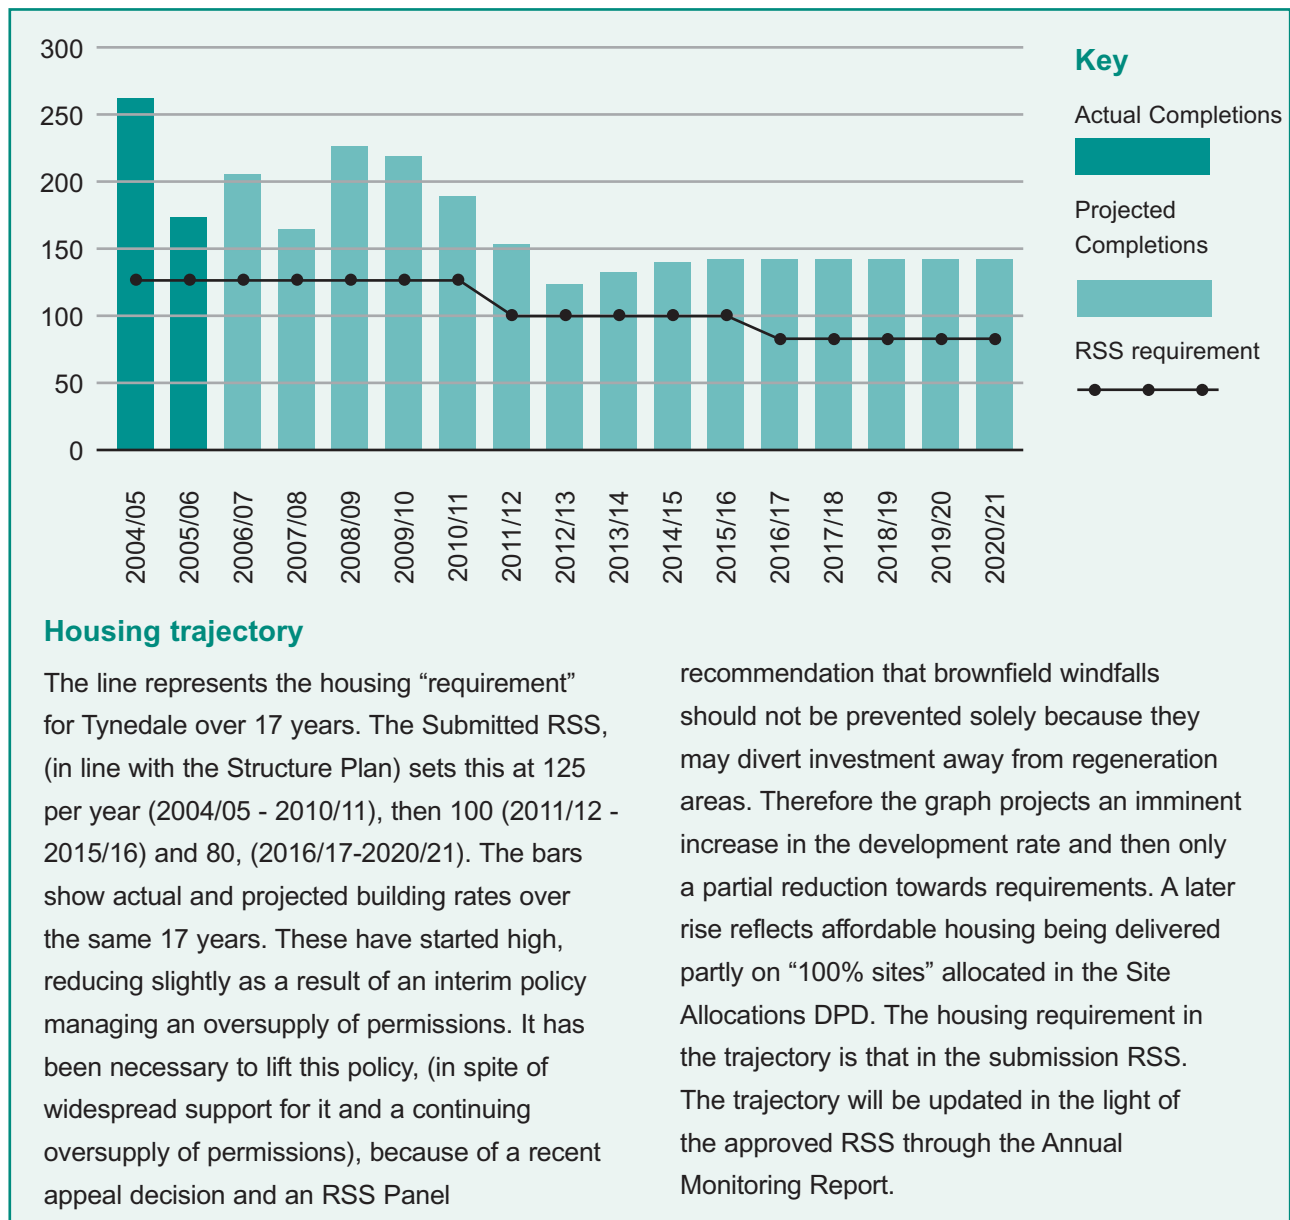 300
250
200
150
100
50
0
2004/05
2005/06
2006/07
2007/08
2008/09
2009/10
2010/11
2011/12
2012/13
2013/14
2014/15
2015/16
2016/17
2017/18
2018/19
2019/20
2020/21
Key
Actual Completions
Projected
Completions
RSS requirement
Housing trajectory
The line represents the housing “requirement”
for Tynedale over 17 years. The Submitted RSS,
(in line with the Structure Plan) sets this at 125
per year (2004/05 - 2010/11), then 100 (2011/12 -
2015/16) and 80, (2016/17-2020/21). The bars
show actual and projected building rates over
the same 17 years. These have started high,
reducing slightly as a result of an interim policy
managing an oversupply of permissions. It has
been necessary to lift this policy, (in spite of
widespread support for it and a continuing
oversupply of permissions), because of a recent
appeal decision and an RSS Panel
recommendation that brownfield windfalls
should not be prevented solely because they
may divert investment away from regeneration
areas. Therefore the graph projects an imminent
increase in the development rate and then only
a partial reduction towards requirements. A later
rise reflects affordable housing being delivered
partly on “100% sites” allocated in the Site
Allocations DPD. The housing requirement in
the trajectory is that in the submission RSS.
The trajectory will be updated in the light of
the approved RSS through the Annual
Monitoring Report.